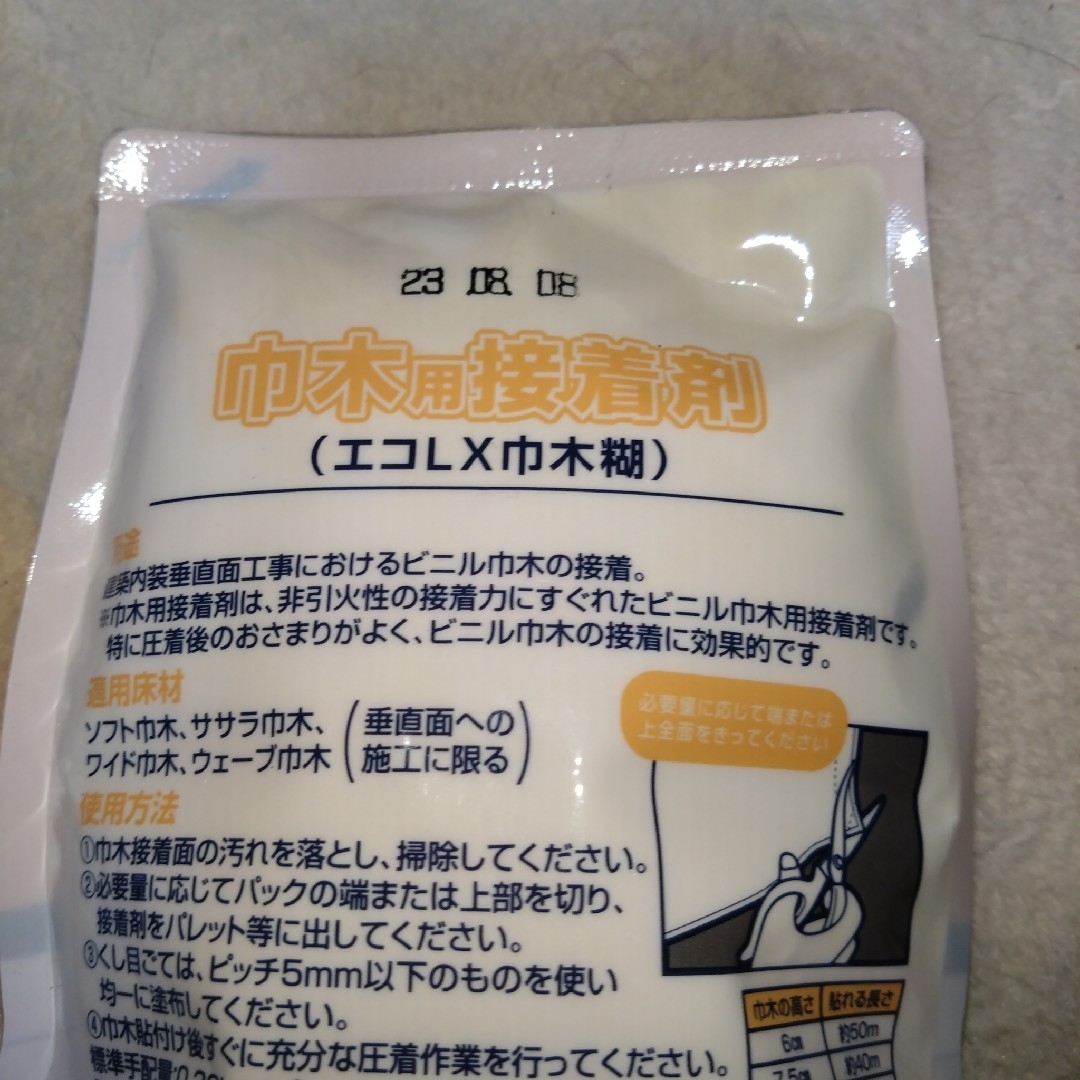 23 .08. 08
巾木用接着剤
(エコLX巾木糊)
用途
建築内装垂直面工事におけるビニル巾木の接着。
※巾木用接着剤は、非引火性の接着力にすぐれたビニル巾木用接着剤です。
特に圧着後のおさまりがよく、ビニル巾木の接着に効果的です。
適用床材
ソフト巾木、ササラ巾木、
ワイド巾木、ウェーブ巾木
(垂直面への
施工に限る)
必要量に応じて端または
上全面をきってください
使用方法
①巾木接着面の汚れを落とし、掃除してください。
②必要量に応じてパックの端または上部を切り、
接着剤をパレット等に出してください。
③くし目ごては、ピッチ5mm以下のものを使い
均一に塗布してください。
④巾木貼付け後すぐに充分な圧着作業を行ってください。
標準手配量:
巾木の高さ 貼れる長さ
6㎝ 約50m
7.5㎝ 約40m